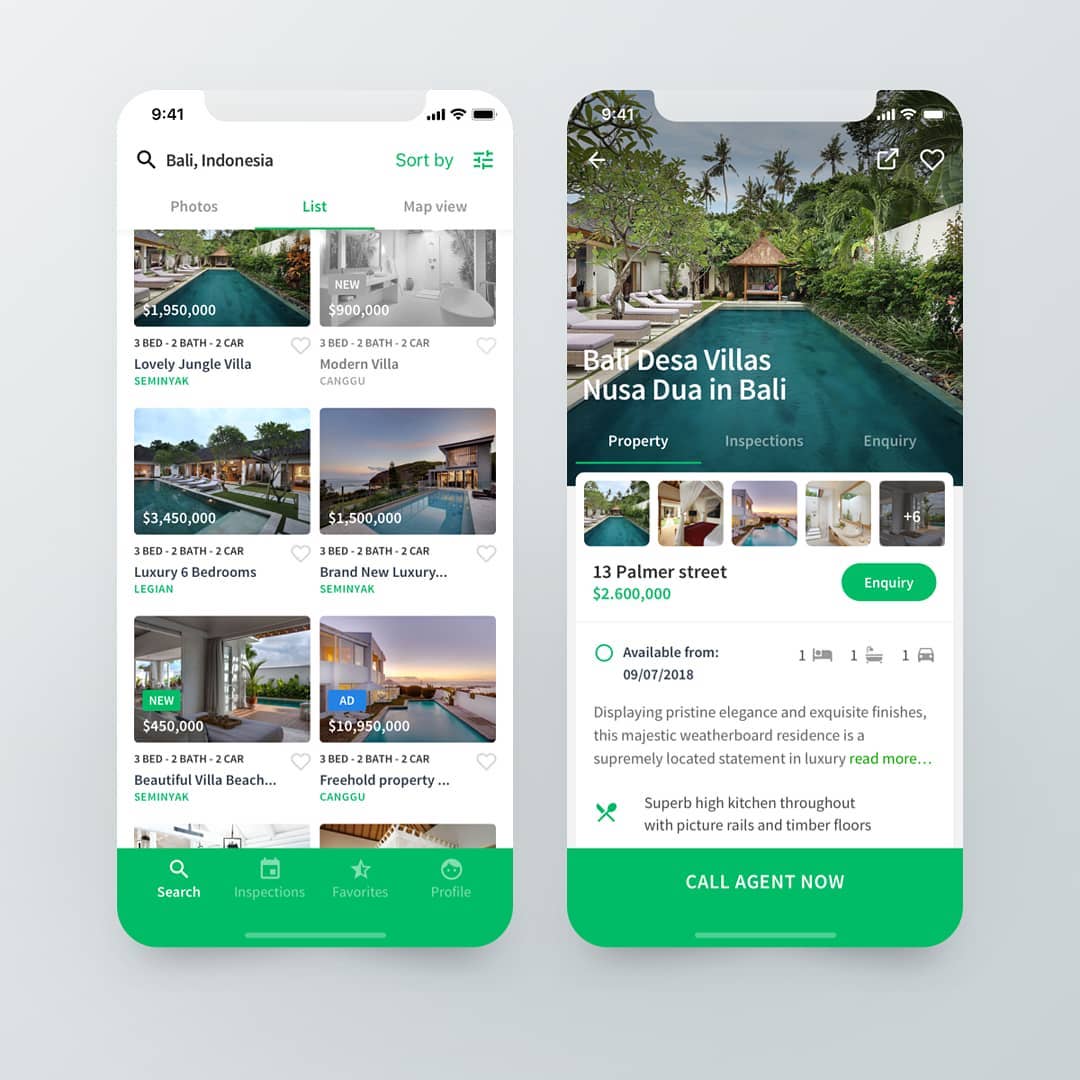 9:41
Bali, Indonesia
Sort by
Photos List Map view
$1,950,000
NEW
$900,000
3 BED - 2 BATH - 2 CAR
Lovely Jungle Villa
SEMINYAK
3 BED - 2 BATH - 2 CAR
Modern Villa
CANGGU
$3,450,000
3 BED - 2 BATH - 2 CAR
Luxury 6 Bedrooms
LEGIAN
$1,500,000
3 BED - 2 BATH - 2 CAR
Brand New Luxury...
SEMINYAK
NEW
$450,000
3 BED - 2 BATH - 2 CAR
Beautiful Villa Beach...
SEMINYAK
AD
$10,950,000
3 BED - 2 BATH - 2 CAR
Freehold property ...
CANGGU
Search Inspections Favorites Profile
9:41
Bali Desa Villas
Nusa Dua in Bali
Property Inspections Enquiry
+6
13 Palmer street
$2.600,000
Enquiry
Available from:
09/07/2018
1 1 1
Displaying pristine elegance and exquisite finishes,
this majestic weatherboard residence is a
supremely located statement in luxury read more...
Superb high kitchen throughout
with picture rails and timber floors
CALL AGENT NOW